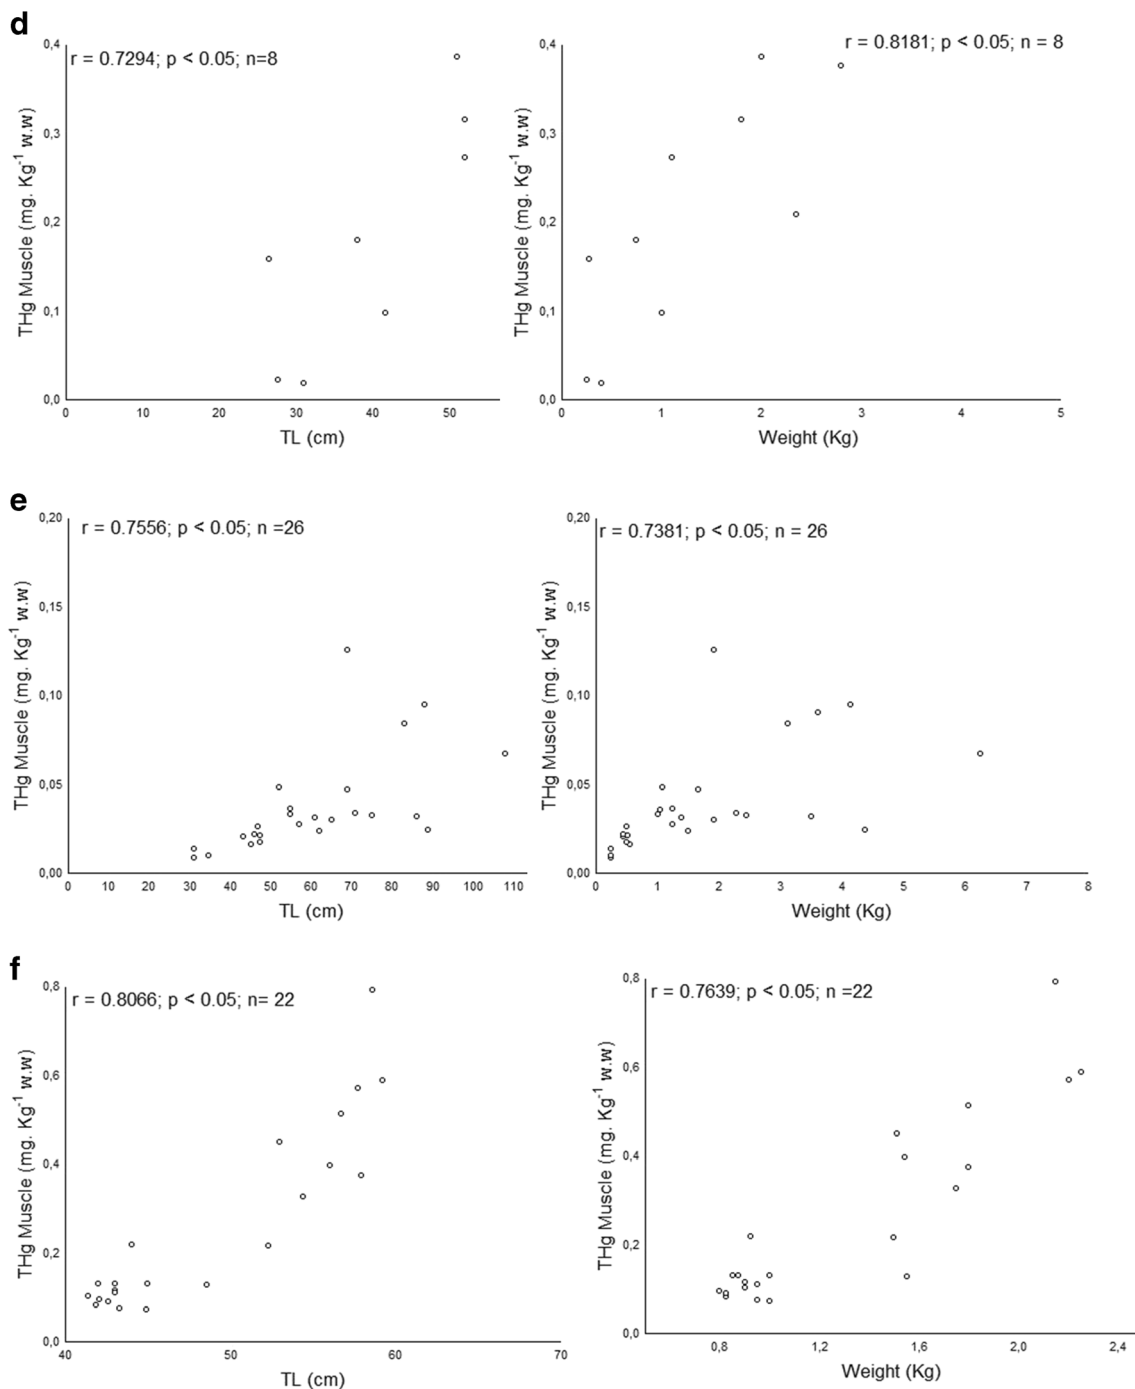 d
r = 0.7294; p < 0.05; n=8
THg Muscle (mg. Kg-1 w.w)
0,4
0,3
0,2
0,1
0,0
0 10 20 30 40 50
TL (cm)
r = 0.8181; p < 0.05; n = 8
THg Muscle (mg. Kg-1 w.w)
0,4
0,3
0,2
0,1
0,0
0 1 2 3 4 5
Weight (Kg)
e
r = 0.7556; p < 0.05; n =26
THg Muscle (mg. Kg-1 w.w)
0,20
0,15
0,10
0,05
0,00
0 10 20 30 40 50 60 70 80 90 100 110
TL (cm)
r = 0.7381; p < 0.05; n = 26
THg Muscle (mg. Kg-1 w.w)
0,20
0,15
0,10
0,05
0,00
0 1 2 3 4 5 6 7 8
Weight (Kg)
f
r = 0.8066; p < 0.05; n= 22
THg Muscle (mg. Kg-1 w.w)
0,8
0,6
0,4
0,2
0,0
40 50 60 70
TL (cm)
r = 0.7639; p < 0.05; n =22
THg Muscle (mg. Kg-1 w.w)
0,8
0,6
0,4
0,2
0,0
0,8 1,2 1,6 2,0 2,4
Weight (Kg)